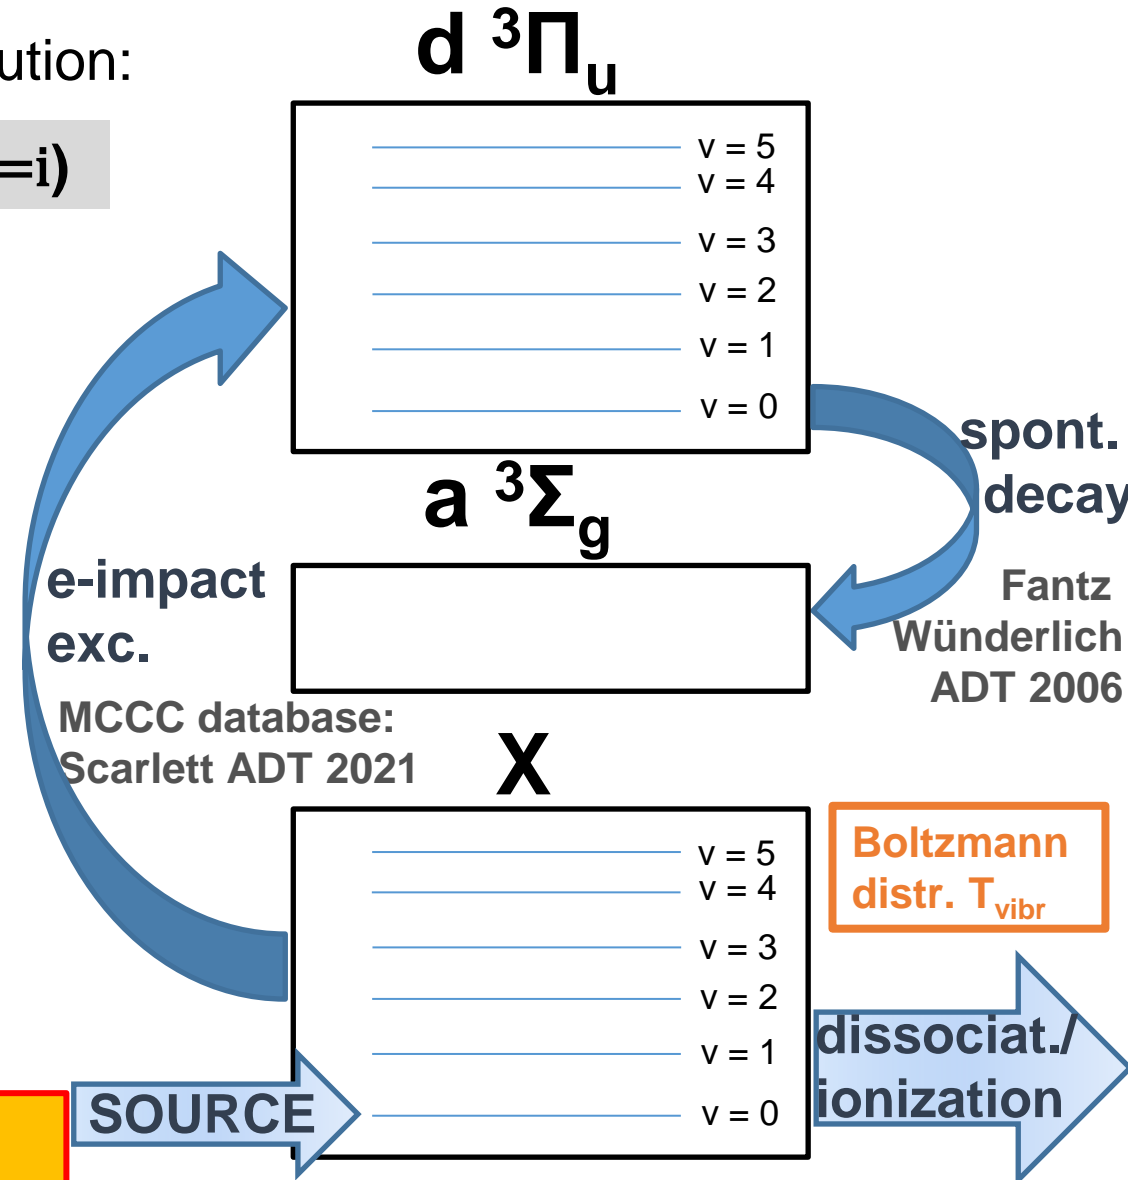 ution:
=i)
d ³Πᵤ
v = 5
v = 4
v = 3
v = 2
v = 1
v = 0
spont.
decay
a ³Σg
e-impact
exc.
Fantz
Wünderlich
ADT 2006
MCCC database:
Scarlett ADT 2021
X
v = 5
v = 4
v = 3
v = 2
v = 1
v = 0
Boltzmann
distr. Tvibr
dissociat./
ionization
SOURCE